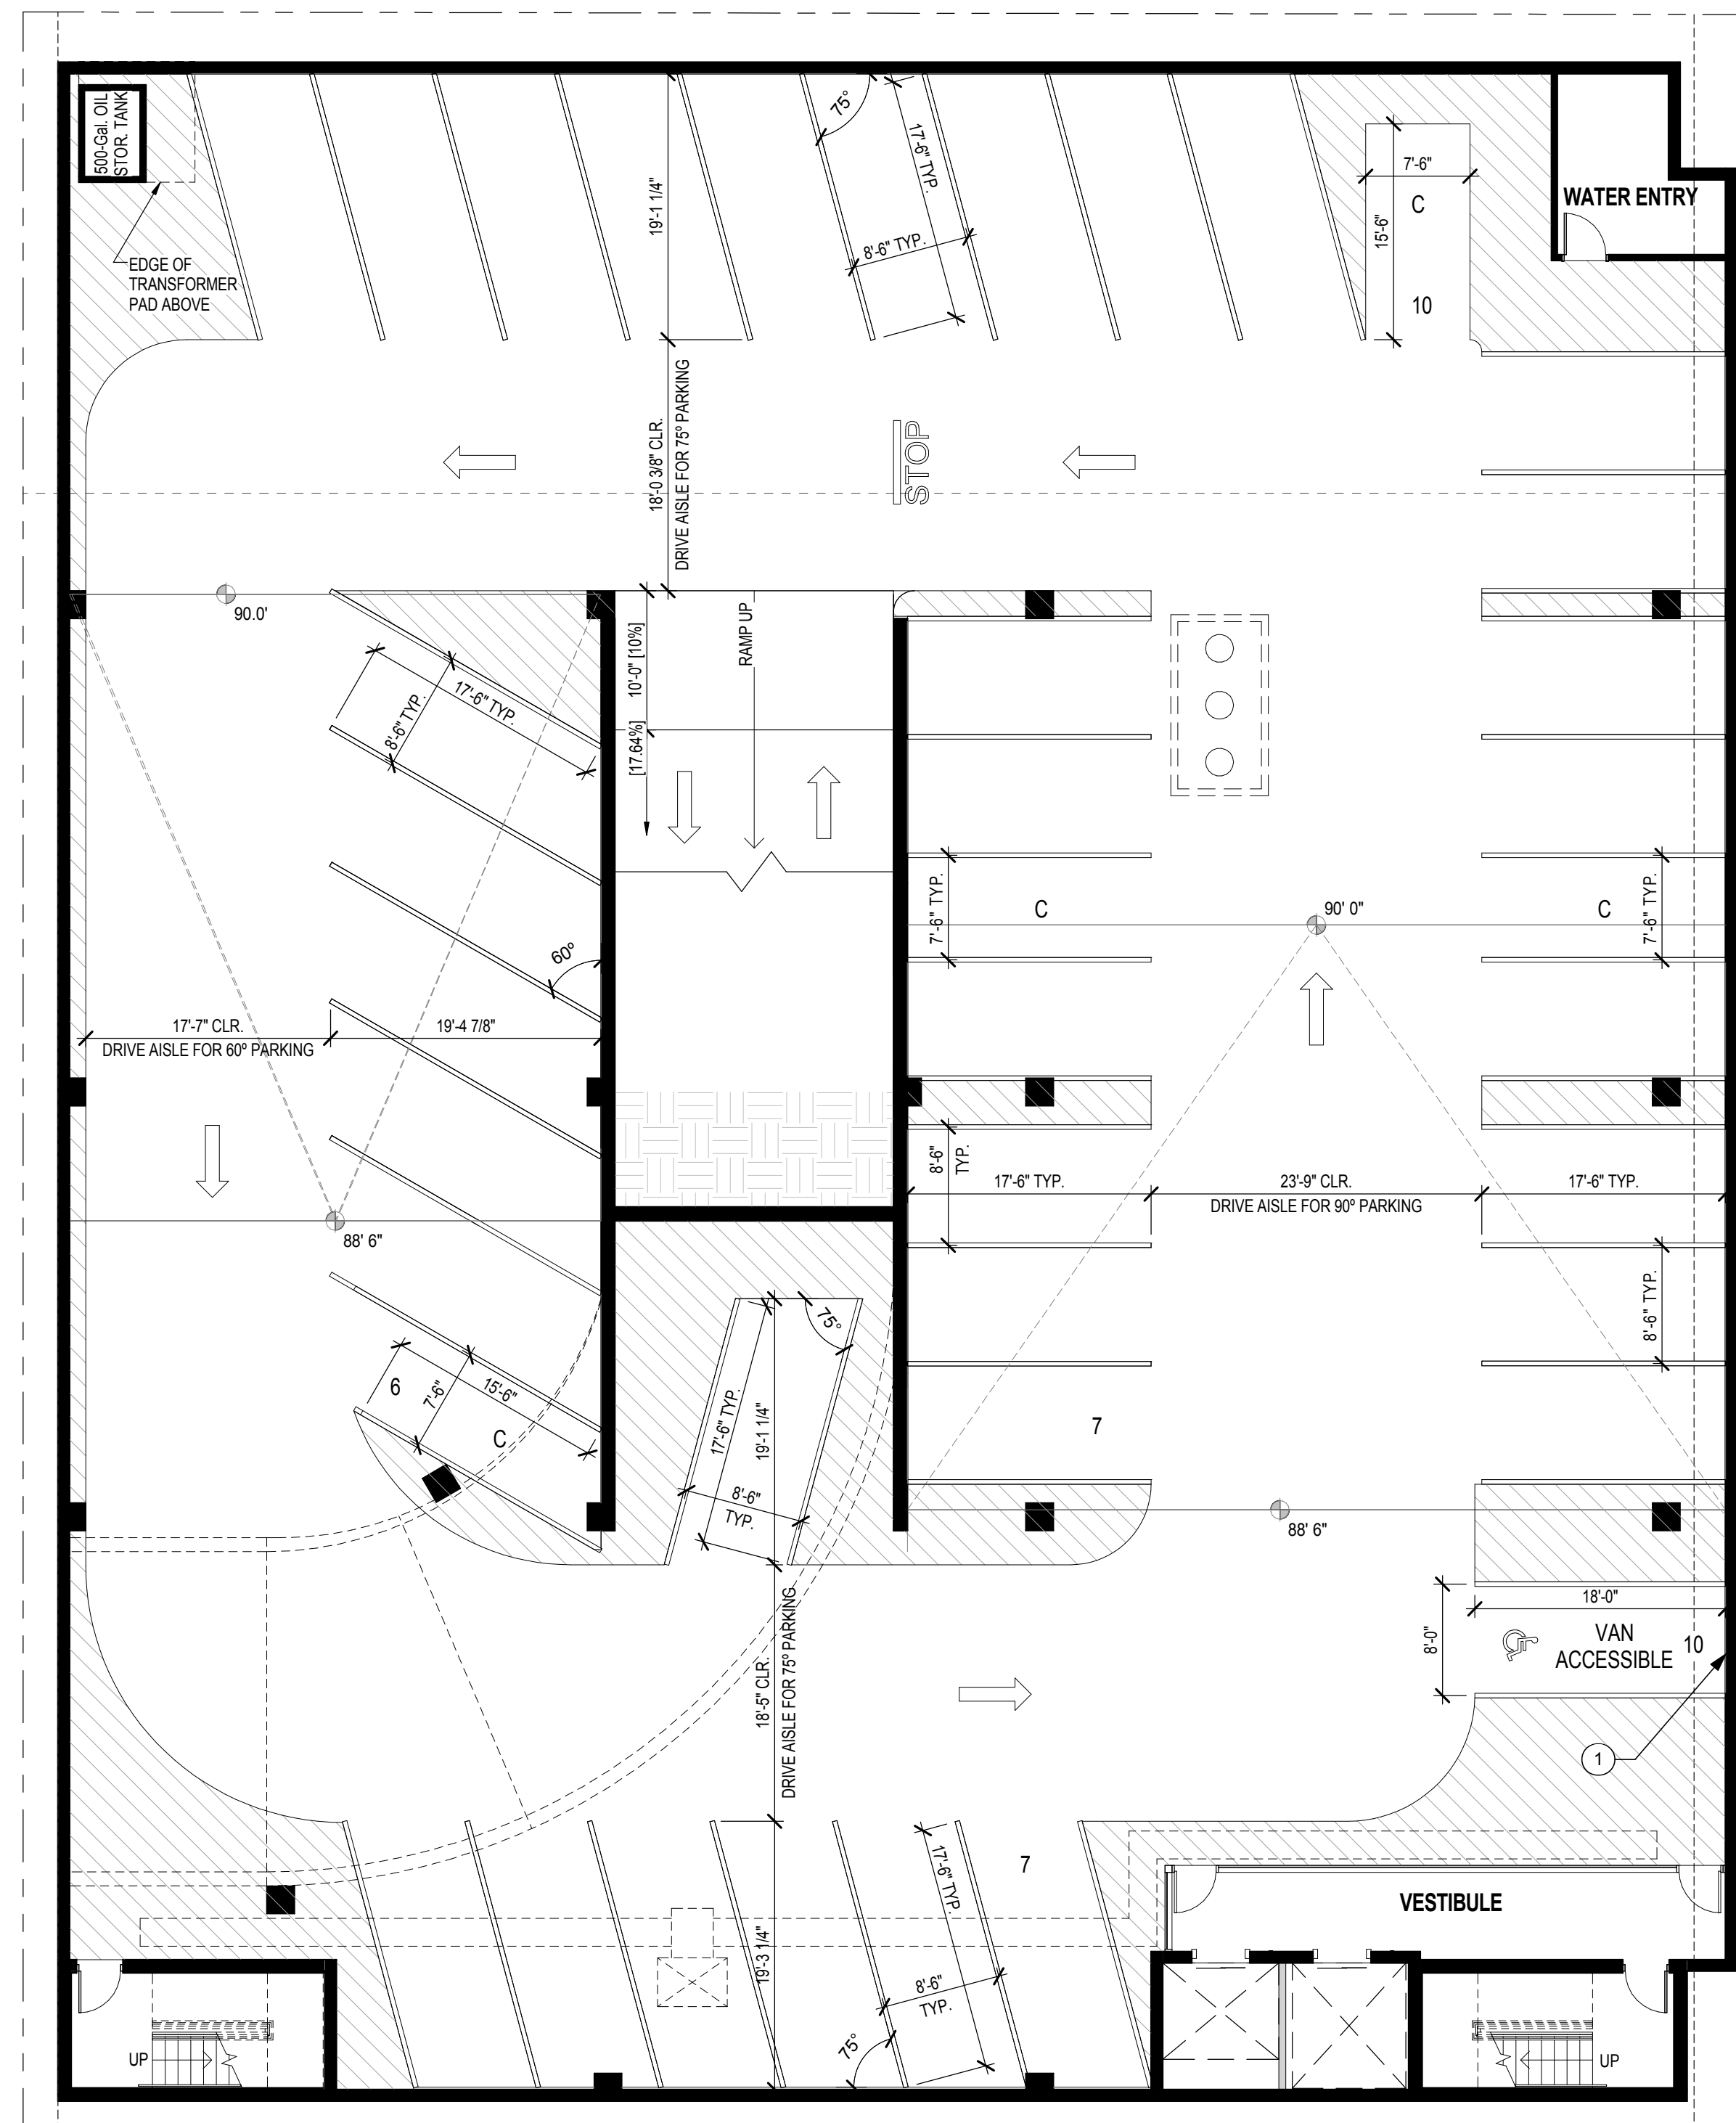 500-Gal. OIL
STOR. TANK
EDGE OF
TRANSFORMER
PAD ABOVE
19'-1 1/4"
75°
17'-6" TYP.
8'-6" TYP.
7'-6"
C
15'-6"
10
WATER ENTRY
18'-0 3/8" CLR.
DRIVE AISLE FOR 75º PARKING
STOP
90.0'
17'-6" TYP.
8'-6" TYP.
10'-0" [10%]
[17.64%]
RAMP UP
7'-6" TYP.
C
90' 0"
C
7'-6" TYP.
60º
17'-7" CLR.
19'-4 7/8"
DRIVE AISLE FOR 60º PARKING
8'-6"
TYP.
17'-6" TYP.
23'-9" CLR.
17'-6" TYP.
DRIVE AISLE FOR 90º PARKING
88' 6"
75°
8'-6" TYP.
6
7'-6"
15'-6"
C
17'-6" TYP.
19'-1 1/4"
8'-6"
TYP.
7
88' 6"
18'-5" CLR.
DRIVE AISLE FOR 75º PARKING
18'-0"
8'-0"
VAN
ACCESSIBLE
10
1
7
17'-6" TYP.
VESTIBULE
19'-3 1/4"
8'-6"
TYP.
75°
UP
UP